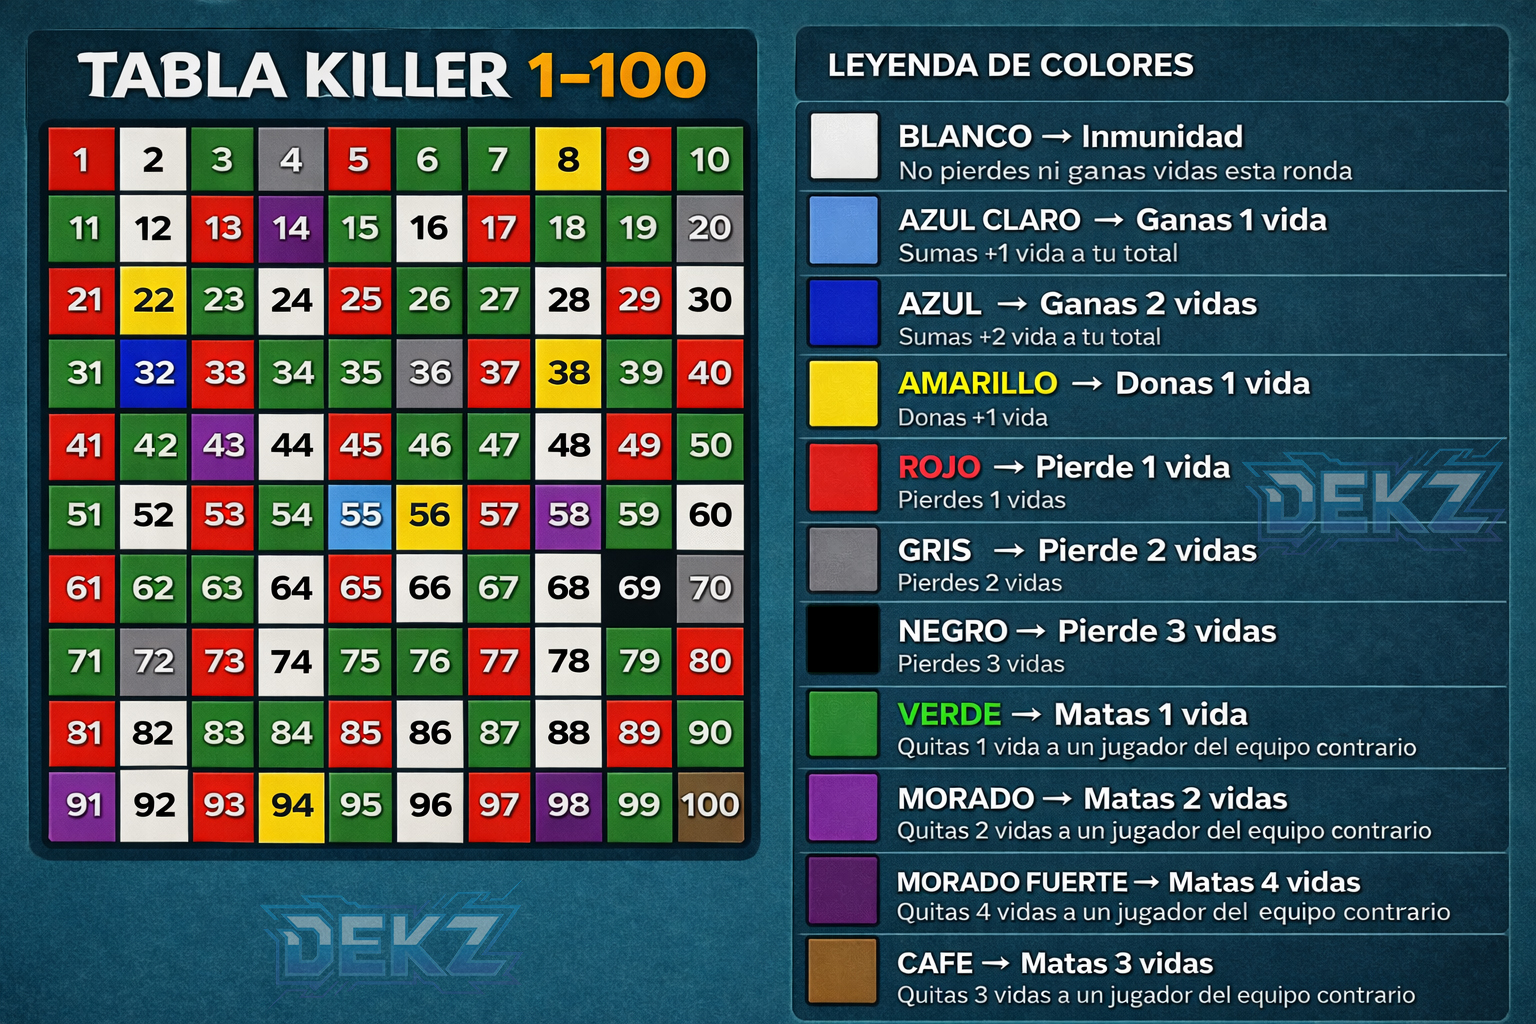 TABLA KILLER 1–100
1 2 3 4 5 6 7 8 9 10
11 12 13 14 15 16 17 18 19 20
21 22 23 24 25 26 27 28 29 30
31 32 33 34 35 36 37 38 39 40
41 42 43 44 45 46 47 48 49 50
51 52 53 54 55 56 57 58 59 60
61 62 63 64 65 66 67 68 69 70
71 72 73 74 75 76 77 78 79 80
81 82 83 84 85 86 87 88 89 90
91 92 93 94 95 96 97 98 99 100
DEKZ
LEYENDA DE COLORES
BLANCO → Inmunidad
No pierdes ni ganas vidas esta ronda
AZUL CLARO → Ganas 1 vida
Sumas +1 vida a tu total
AZUL → Ganas 2 vidas
Sumas +2 vida a tu total
AMARILLO → Donas 1 vida
Donas +1 vida
ROJO → Pierde 1 vida
Pierdes 1 vidas
DEKZ
GRIS → Pierde 2 vidas
Pierdes 2 vidas
NEGRO → Pierde 3 vidas
Pierdes 3 vidas
VERDE → Matas 1 vida
Quitas 1 vida a un jugador del equipo contrario
MORADO → Matas 2 vidas
Quitas 2 vidas a un jugador del equipo contrario
MORADO FUERTE → Matas 4 vidas
Quitas 4 vidas a un jugador del equipo contrario
CAFE → Matas 3 vidas
Quitas 3 vidas a un jugador del equipo contrario